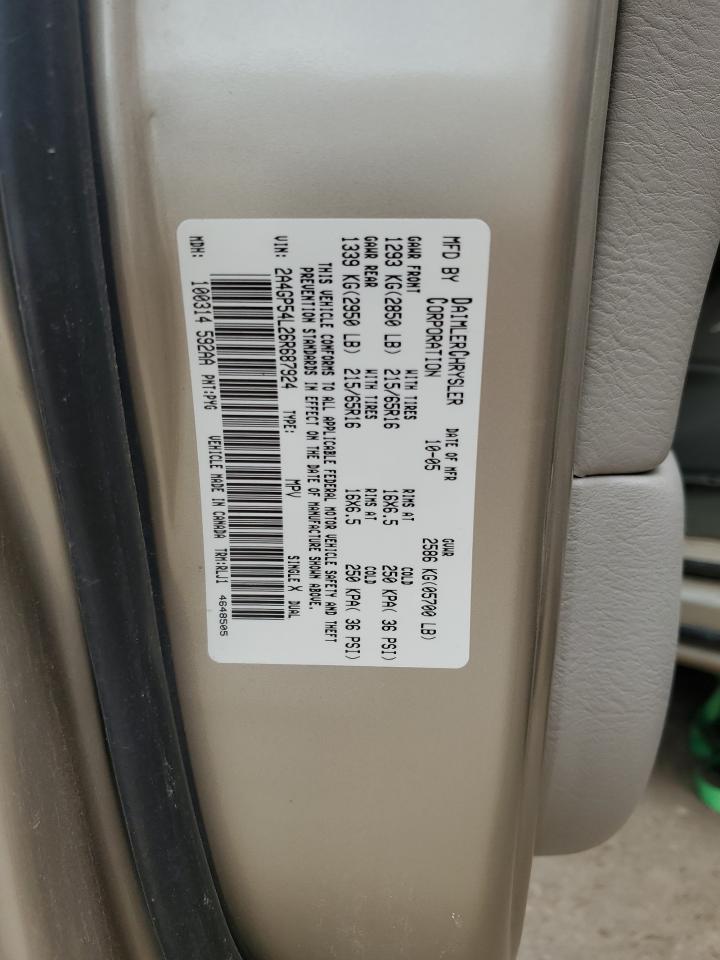 MFD BY DAIMLERCHRYSLER CORPORATION
DATE OF MFR GVWR
10-05 2586 KG(05700 LB)
GAWR FRONT WITH TIRES RIMS AT COLD
1293 KG(2850 LB) 215/65R16 16X6.5 250 KPA( 36 PSI)
GAWR REAR WITH TIRES RIMS AT COLD
1339 KG(2950 LB) 215/65R16 16X6.5 250 KPA( 36 PSI)
THIS VEHICLE CONFORMS TO ALL APPLICABLE FEDERAL MOTOR VEHICLE SAFETY AND THEFT
PREVENTION STANDARDS IN EFFECT ON THE DATE OF MANUFACTURE SHOWN ABOVE.
VIN: 2A4GP54L26R687924 TYPE: MPV SINGLE X DUAL
MDH: 100314 592AA PNT:PYG VEHICLE MADE IN CANADA TRM:RLJ1 4648505